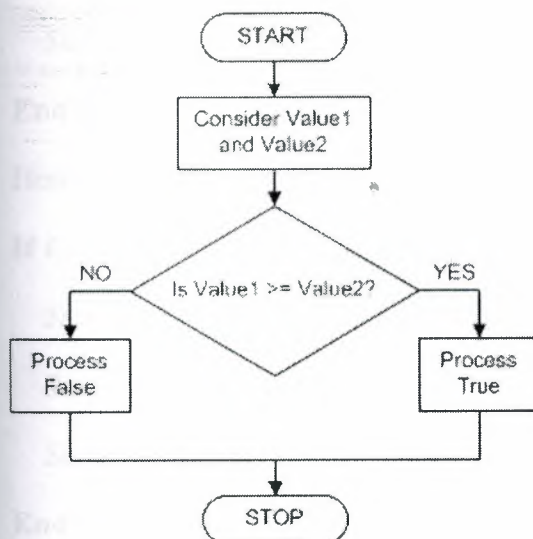 START
Consider Value1
and Value2
Is Value1 >= Value2?
NO
YES
Process
False
Process
True
STOP